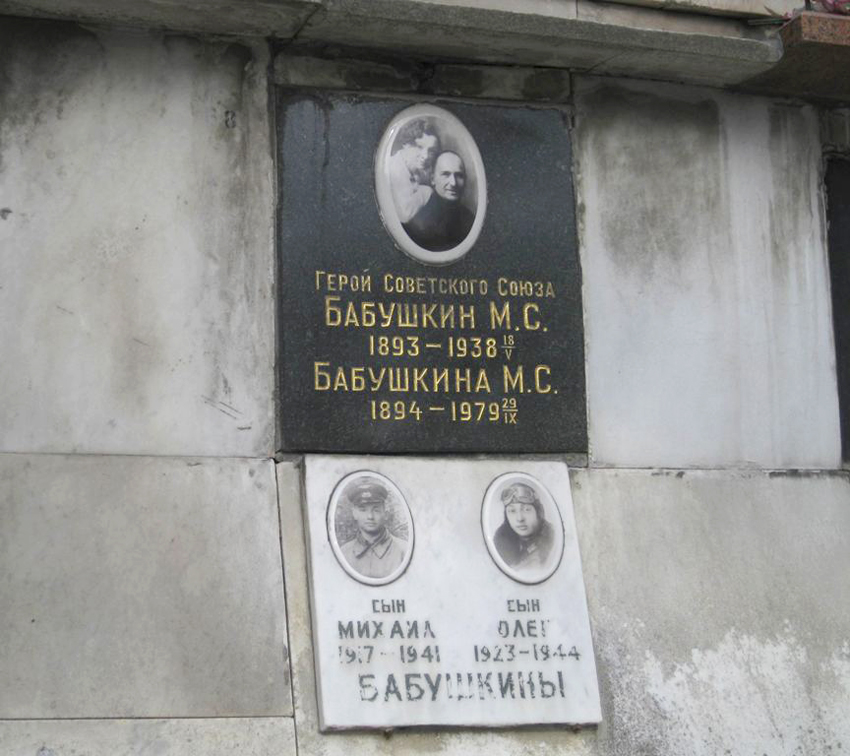 Герой Советского Союза
Бабушкин М.С.
1893–1938 18/V
Бабушкина М.С.
1894–1979 29/IX
СЫН СЫН
МИХАИЛ ОЛЕГ
1917–1941 1923–1944
БАБУШКИНЫ